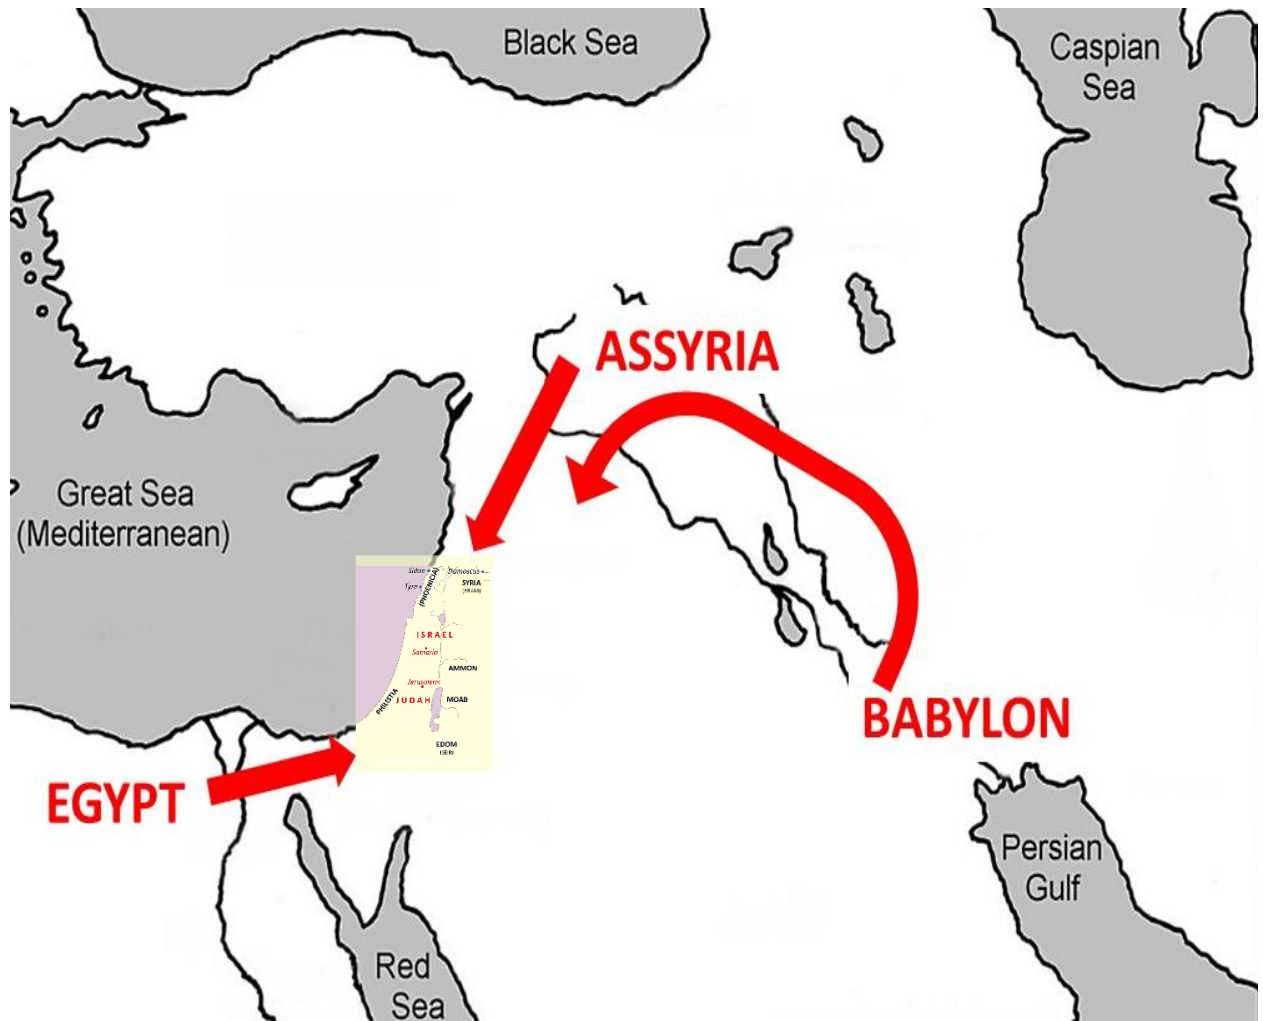 Black Sea
Caspian
Sea
ASSYRIA
Great Sea
(Mediterranean)
Sidon
Damascus
(PHOENICIA)
SYRIA
Tyre
ISRAEL
Samaria
AMMON
Jerusalem
PHILISTIA
JUDAH
MOAB
EDOM
(SEIR)
BABYLON
EGYPT
Persian
Gulf
Red
Sea